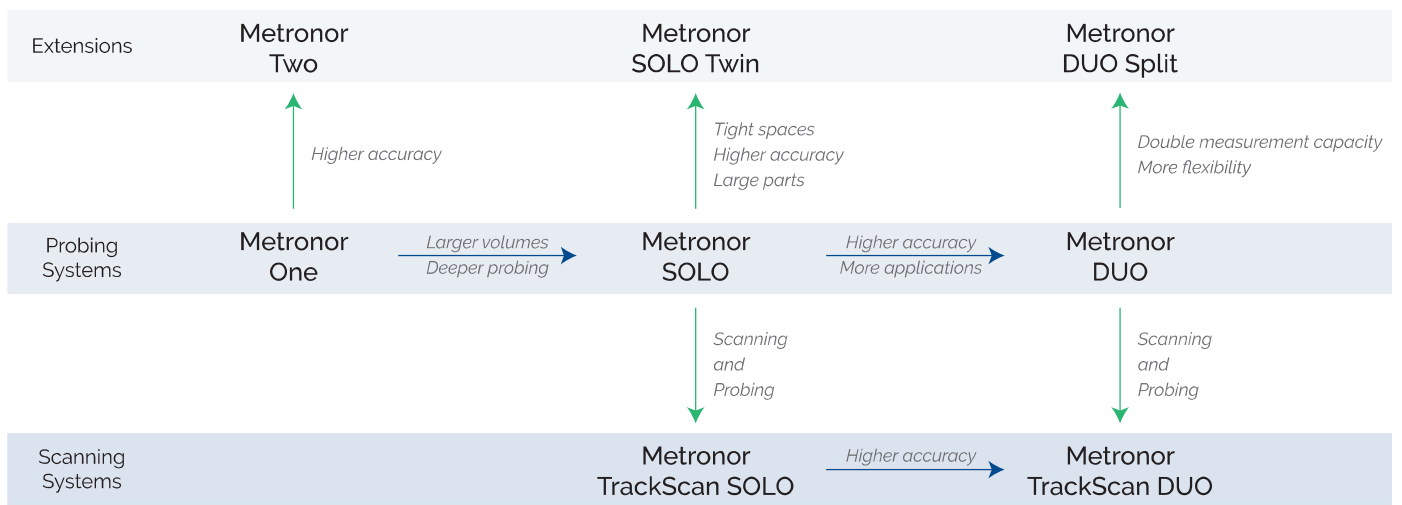 Extensions
Metronor
Two
Metronor
SOLO Twin
Metronor
DUO Split
Higher accuracy
Tight spaces
Higher accuracy
Large parts
Double measurement capacity
More flexibility
Probing
Systems
Metronor
One
Larger volumes
Deeper probing
Metronor
SOLO
Higher accuracy
More applications
Metronor
DUO
Scanning
and
Probing
Scanning
and
Probing
Scanning
Systems
Metronor
TrackScan SOLO
Higher accuracy
Metronor
TrackScan DUO